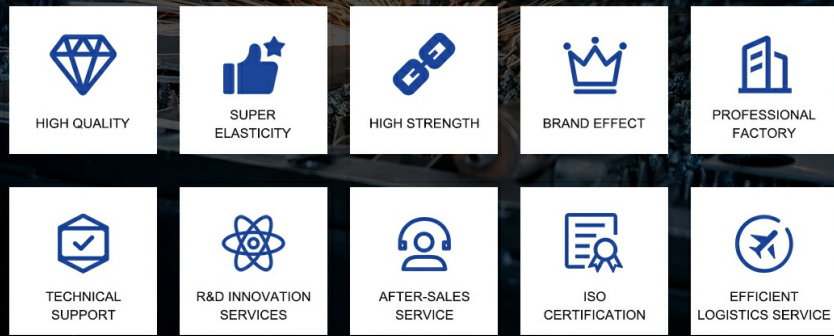 HIGH QUALITY
SUPER
ELASTICITY
HIGH STRENGTH
BRAND EFFECT
PROFESSIONAL
FACTORY
TECHNICAL
SUPPORT
R&D INNOVATION
SERVICES
AFTER-SALES
SERVICE
ISO
CERTIFICATION
EFFICIENT
LOGISTICS SERVICE